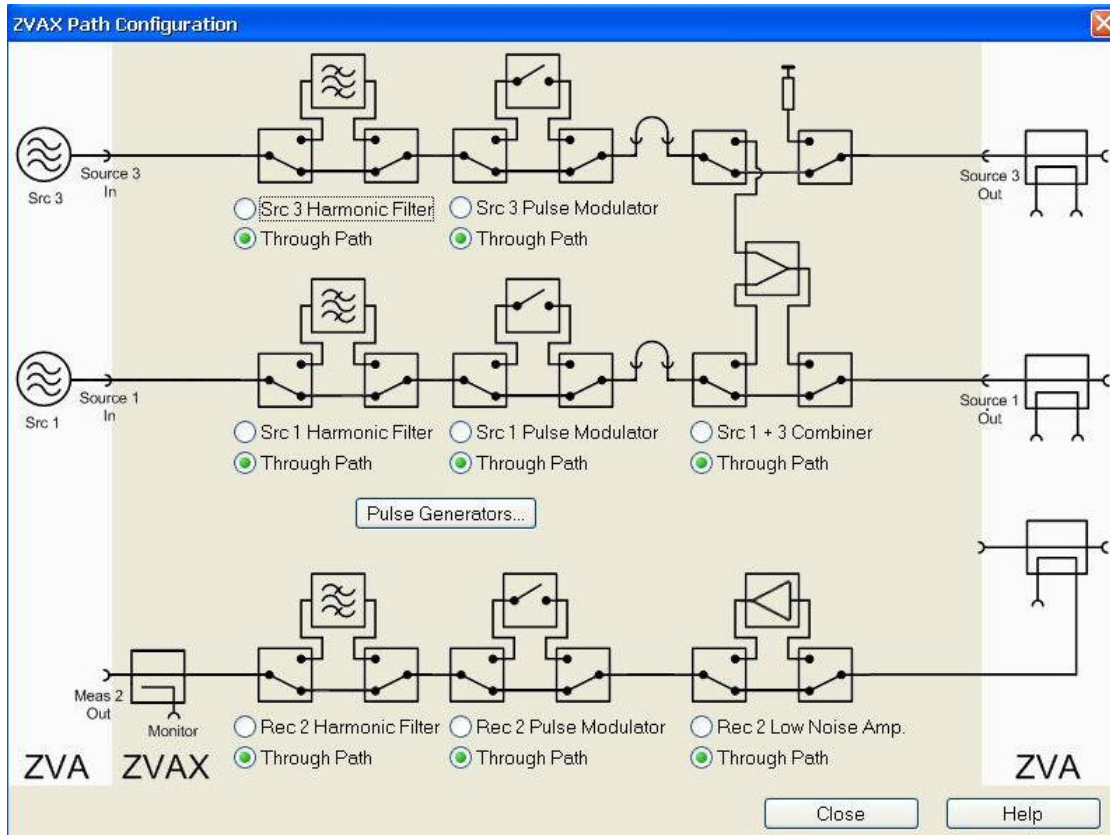 ZVAX Path Configuration
Src 3
Source 3
In
Source 3
Out
Src 3 Harmonic Filter
Src 3 Pulse Modulator
Through Path
Through Path
Src 1
Source 1
In
Source 1
Out
Src 1 Harmonic Filter
Src 1 Pulse Modulator
Src 1 + 3 Combiner
Through Path
Through Path
Through Path
Pulse Generators...
Meas 2
Out
Monitor
Rec 2 Harmonic Filter
Rec 2 Pulse Modulator
Rec 2 Low Noise Amp.
Through Path
Through Path
Through Path
ZVA
ZVAX
ZVA
Close
Help